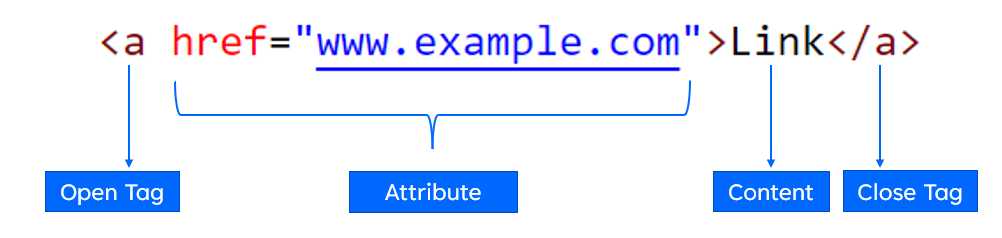 <a href="www.example.com">Link</a>
Open Tag
Attribute
Content
Close Tag